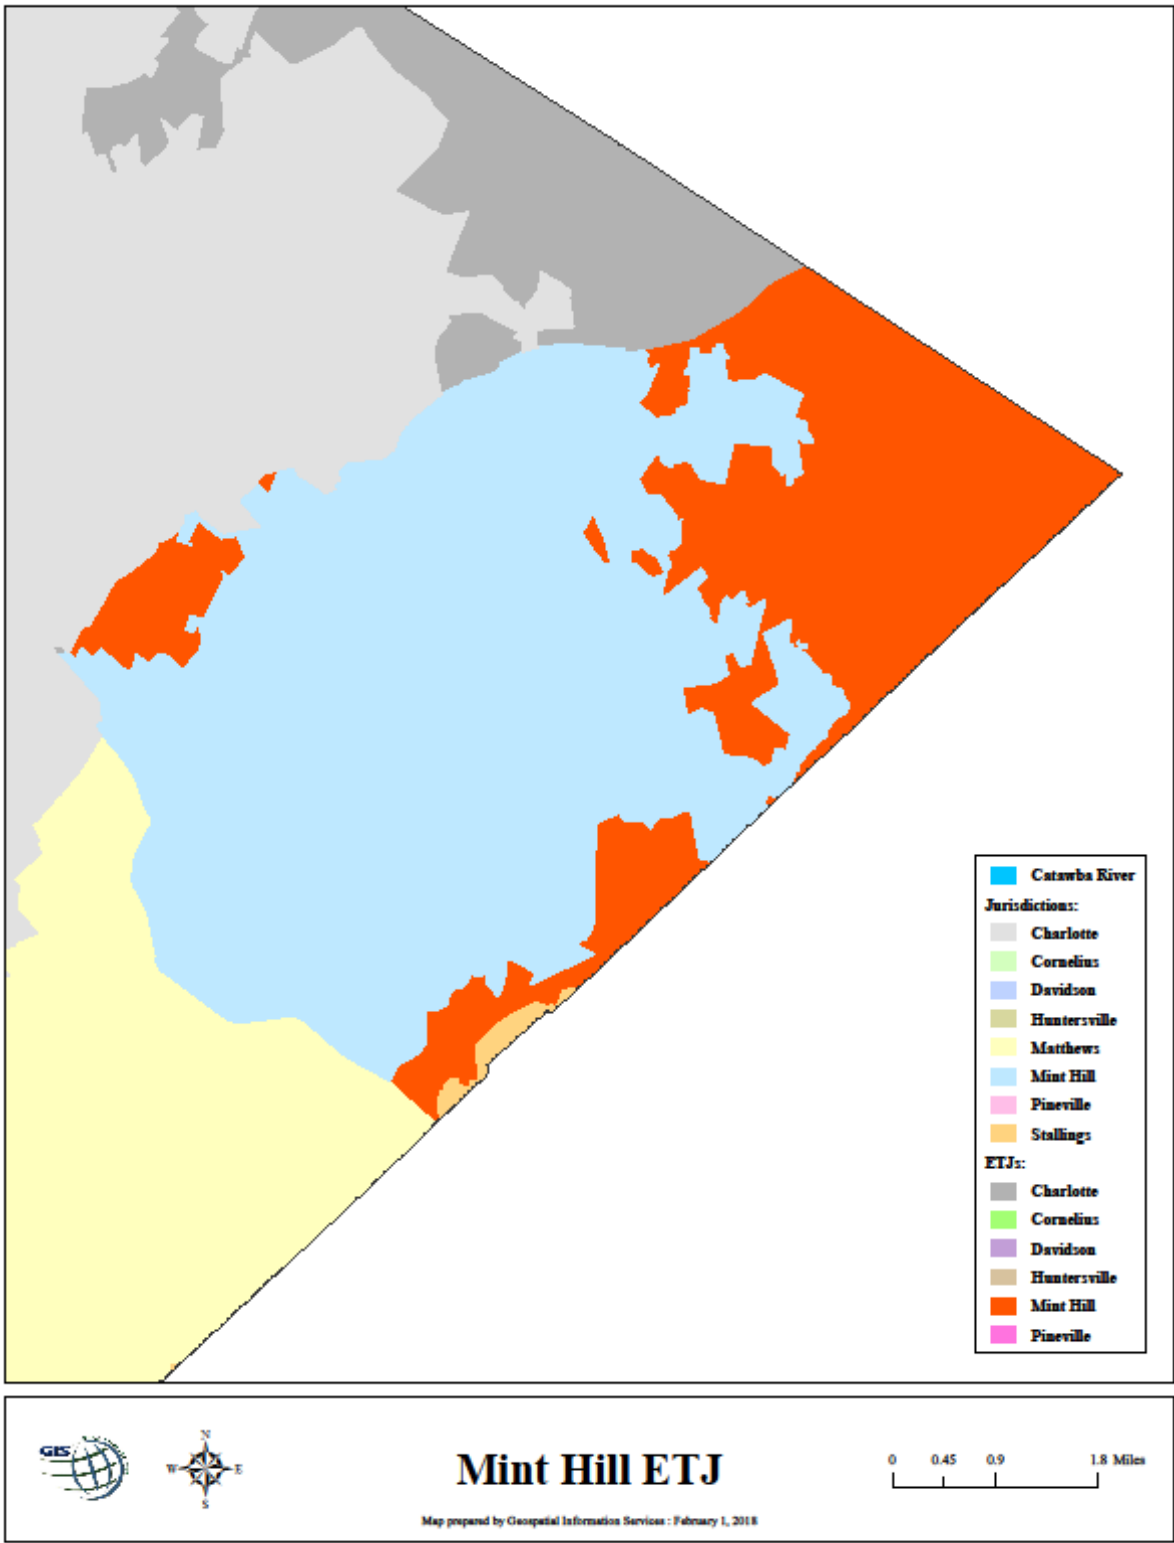 Catawba River
Jurisdictions:
Charlotte
Cornelius
Davidson
Huntersville
Matthews
Mint Hill
Pineville
Stallings
ETJs:
Charlotte
Cornelius
Davidson
Huntersville
Mint Hill
Pineville
GIS
N
W E
S
Mint Hill ETJ
0 0.45 0.9 1.8 Miles
Map prepared by Geospatial Information Services : February 1, 2018